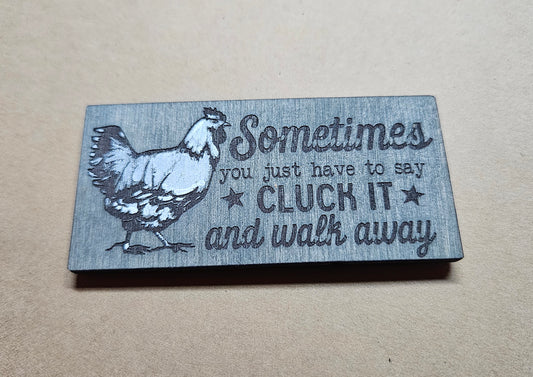 Sometimes
you just have to say
★ CLUCK IT ★
and walk away